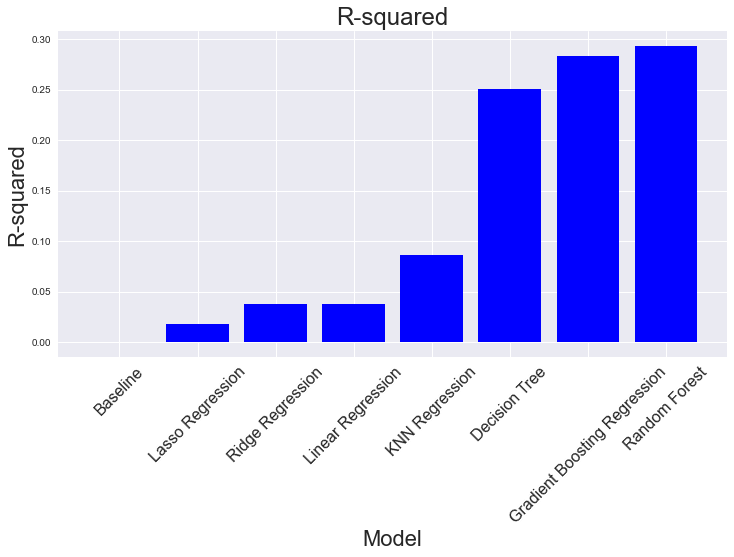 R-squared
R-squared
0.30
0.25
0.20
0.15
0.10
0.05
0.00
Baseline
Lasso Regression
Ridge Regression
Linear Regression
KNN Regression
Decision Tree
Gradient Boosting Regression
Random Forest
Model